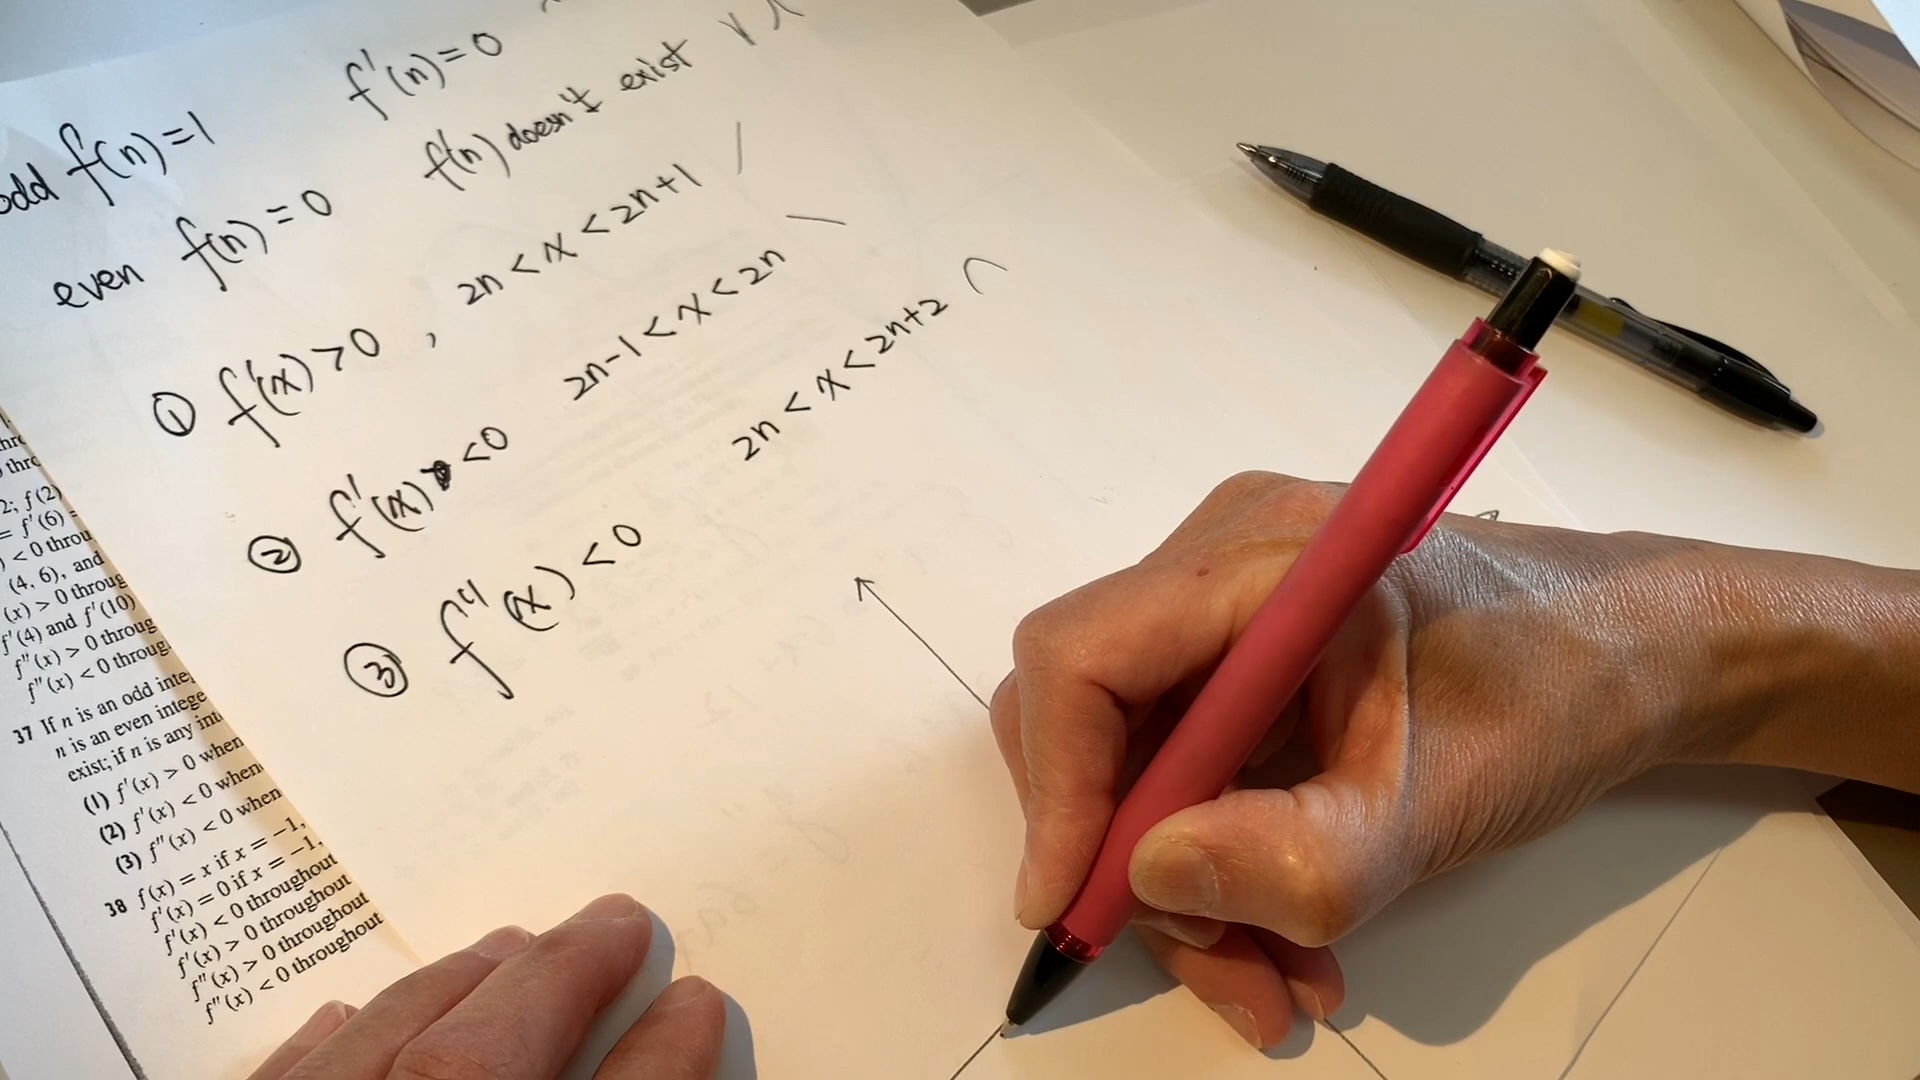 odd f(n)=1 f'(n)=0
even f(n)=0 f'(n) doesn't exist
① f'(x)>0 , 2n<x<2n+1
② f'(x) <0 2n-1<x<2n
③ f''(x)<0 2n<x<2n+2
2; f(2)
= f'(6) =
) < 0 throu
(4, 6), and
(x) > 0 throug
f'(4) and f'(10)
f″(x) > 0 throug
f″(x) < 0 throug
37 If n is an odd inte
n is an even intege
exist; if n is any int
(1) f'(x) > 0 when
(2) f'(x) < 0 when
(3) f″(x) < 0 when
38 f(x) = x if x = −1,
f'(x) = 0 if x = −1,
f'(x) < 0 throughout
f'(x) > 0 throughout
f″(x) > 0 throughout
f″(x) < 0 throughout